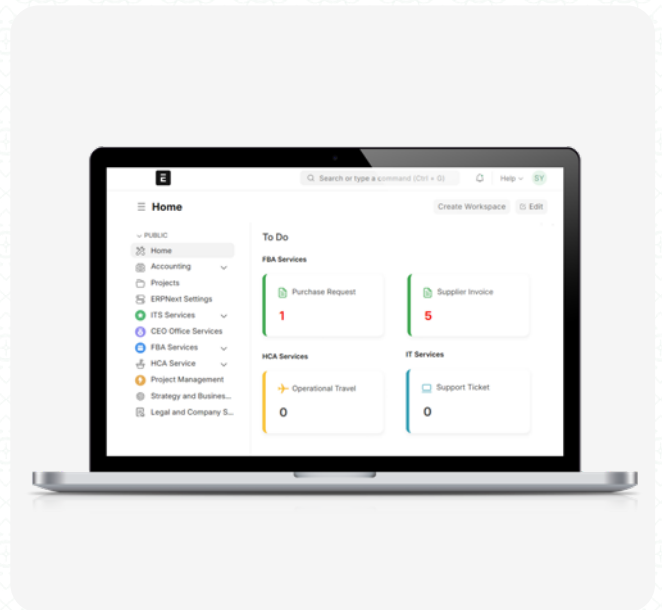 E
Search or type a command (Ctrl + G)
Help
SY
Home
Create Workspace
Edit
PUBLIC
Home
Accounting
Projects
ERPNext Settings
ITS Services
CEO Office Services
FBA Services
HCA Service
Project Management
Strategy and Busines...
Legal and Company S...
To Do
FBA Services
Purchase Request
1
Supplier Invoice
5
HCA Services
Operational Travel
0
IT Services
Support Ticket
0